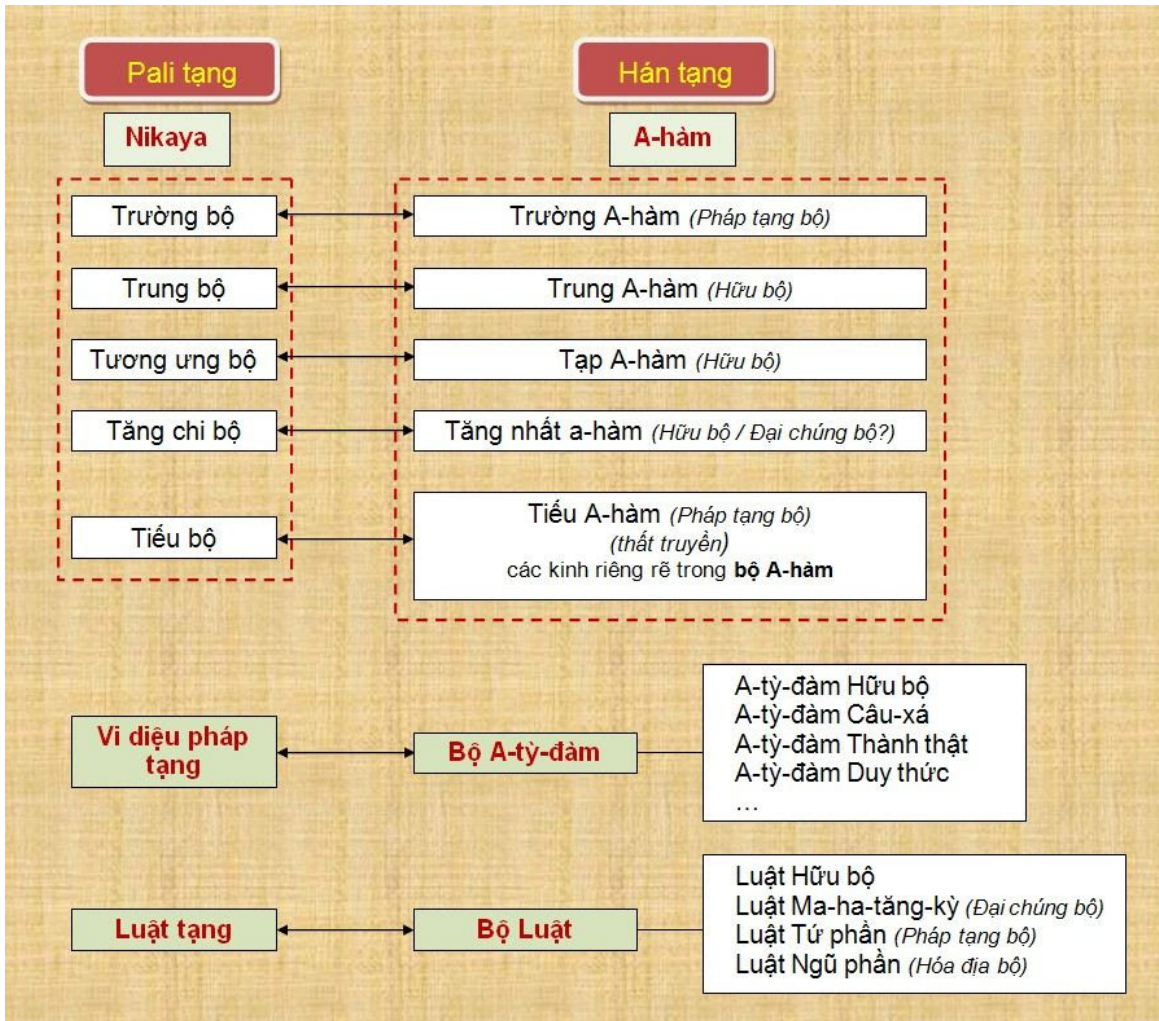 Pali tạng
Hán tạng
Nikaya
A-hàm
Trường bộ
Trường A-hàm (Pháp tạng bộ)
Trung bộ
Trung A-hàm (Hữu bộ)
Tương ưng bộ
Tạp A-hàm (Hữu bộ)
Tăng chi bộ
Tăng nhất a-hàm (Hữu bộ / Đại chúng bộ?)
Tiểu bộ
Tiểu A-hàm (Pháp tạng bộ)
(thất truyền)
các kinh riêng rẽ trong bộ A-hàm
Vi diệu pháp
tạng
Bộ A-tỳ-đàm
A-tỳ-đàm Hữu bộ
A-tỳ-đàm Câu-xá
A-tỳ-đàm Thành thật
A-tỳ-đàm Duy thức
…
Luật tạng
Bộ Luật
Luật Hữu bộ
Luật Ma-ha-tăng-kỳ (Đại chúng bộ)
Luật Tứ phần (Pháp tạng bộ)
Luật Ngũ phần (Hóa địa bộ)